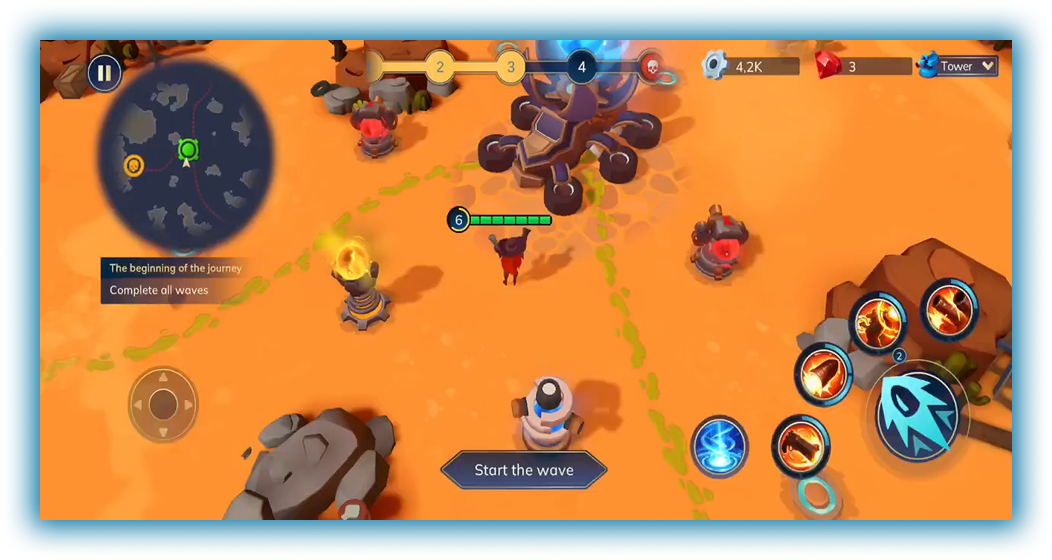 2 3 4 4,2K 3 Tower
6
The beginning of the journey
Complete all waves
2
Start the wave